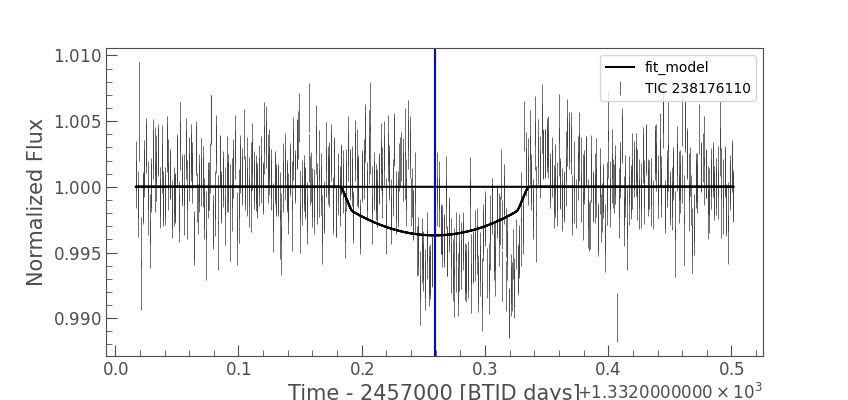 1.010
1.005
1.000
0.995
0.990
Normalized Flux
fit_model
TIC 238176110
0.0 0.1 0.2 0.3 0.4 0.5
Time - 2457000 [BTJD days]
+1.3320000000 × 10³